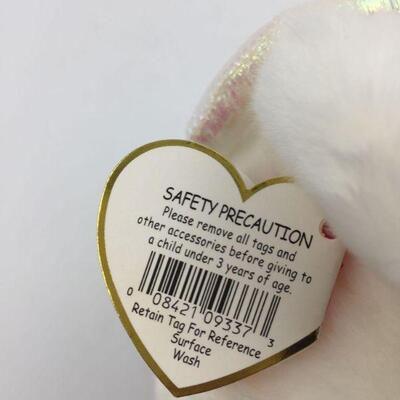 SAFETY PRECAUTION
Please remove all tags and
other accessories before giving to
a child under 3 years of age.
0 08421 09337 3
Retain Tag For Reference
Surface
Wash